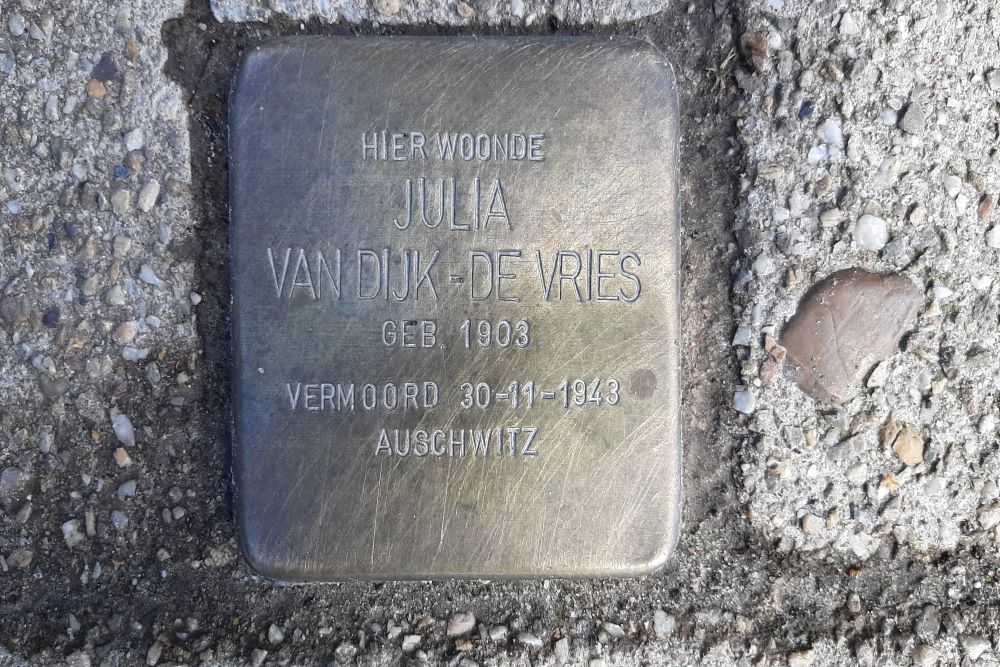 HIER WOONDE
JULIA
VAN DIJK - DE VRIES
GEB. 1903
VERMOORD 30-11-1943
AUSCHWITZ